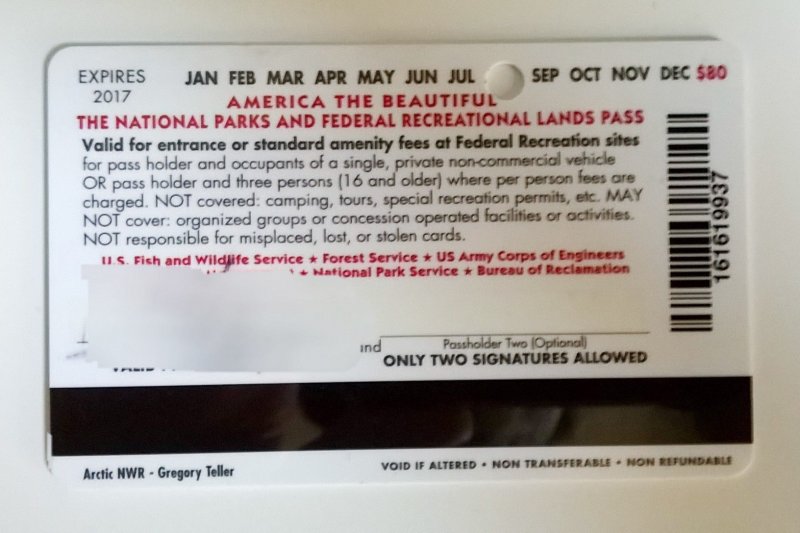 EXPIRES
2017
JAN FEB MAR APR MAY JUN JUL SEP OCT NOV DEC $80
AMERICA THE BEAUTIFUL
THE NATIONAL PARKS AND FEDERAL RECREATIONAL LANDS PASS
Valid for entrance or standard amenity fees at Federal Recreation sites
for pass holder and occupants of a single, private non-commercial vehicle
OR pass holder and three persons (16 and older) where per person fees are
charged. NOT covered: camping, tours, special recreation permits, etc. MAY
NOT cover: organized groups or concession operated facilities or activities.
NOT responsible for misplaced, lost, or stolen cards.
U.S. Fish and Wildlife Service ★ Forest Service ★ US Army Corps of Engineers
★ National Park Service ★ Bureau of Reclamation
and
Passholder Two (Optional)
ONLY TWO SIGNATURES ALLOWED
161619937
Arctic NWR - Gregory Teller
VOID IF ALTERED • NON TRANSFERABLE • NON REFUNDABLE